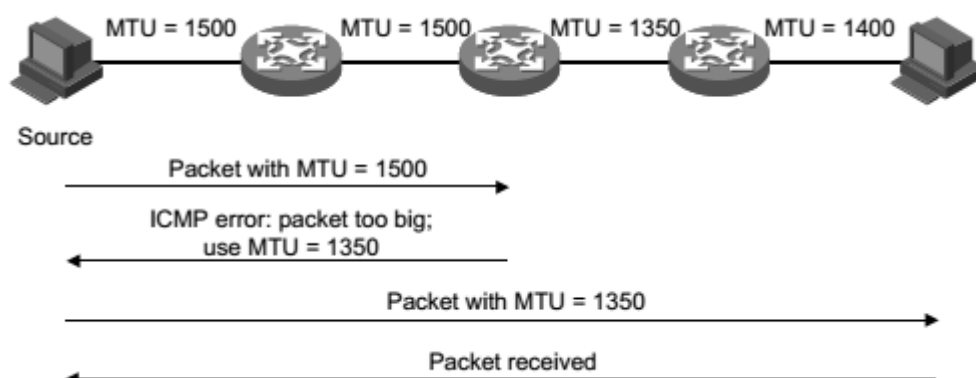 MTU = 1500
MTU = 1500
MTU = 1350
MTU = 1400
Source
Packet with MTU = 1500
ICMP error: packet too big;
use MTU = 1350
Packet with MTU = 1350
Packet received